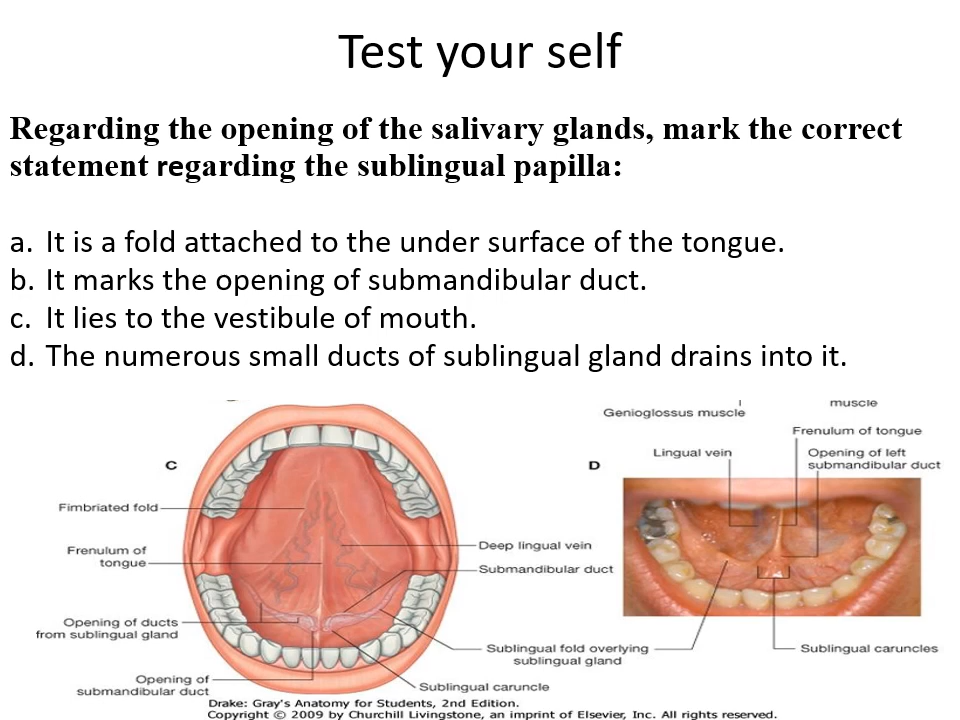 Test your self
Regarding the opening of the salivary glands, mark the correct
statement regarding the sublingual papilla:
a. It is a fold attached to the under surface of the tongue.
b. It marks the opening of submandibular duct.
c. It lies to the vestibule of mouth.
d. The numerous small ducts of sublingual gland drains into it.
C
Fimbriated fold
Frenulum of
tongue
Opening of ducts
from sublingual gland
Opening of
submandibular duct
Deep lingual vein
Submandibular duct
Sublingual fold overlying
sublingual gland
Sublingual caruncle
D
Genioglossus muscle
muscle
Frenulum of tongue
Lingual vein
Opening of left
submandibular duct
Sublingual caruncles
Drake: Gray's Anatomy for Students, 2nd Edition.
Copyright © 2009 by Churchill Livingstone, an imprint of Elsevier, Inc. All rights reserved.